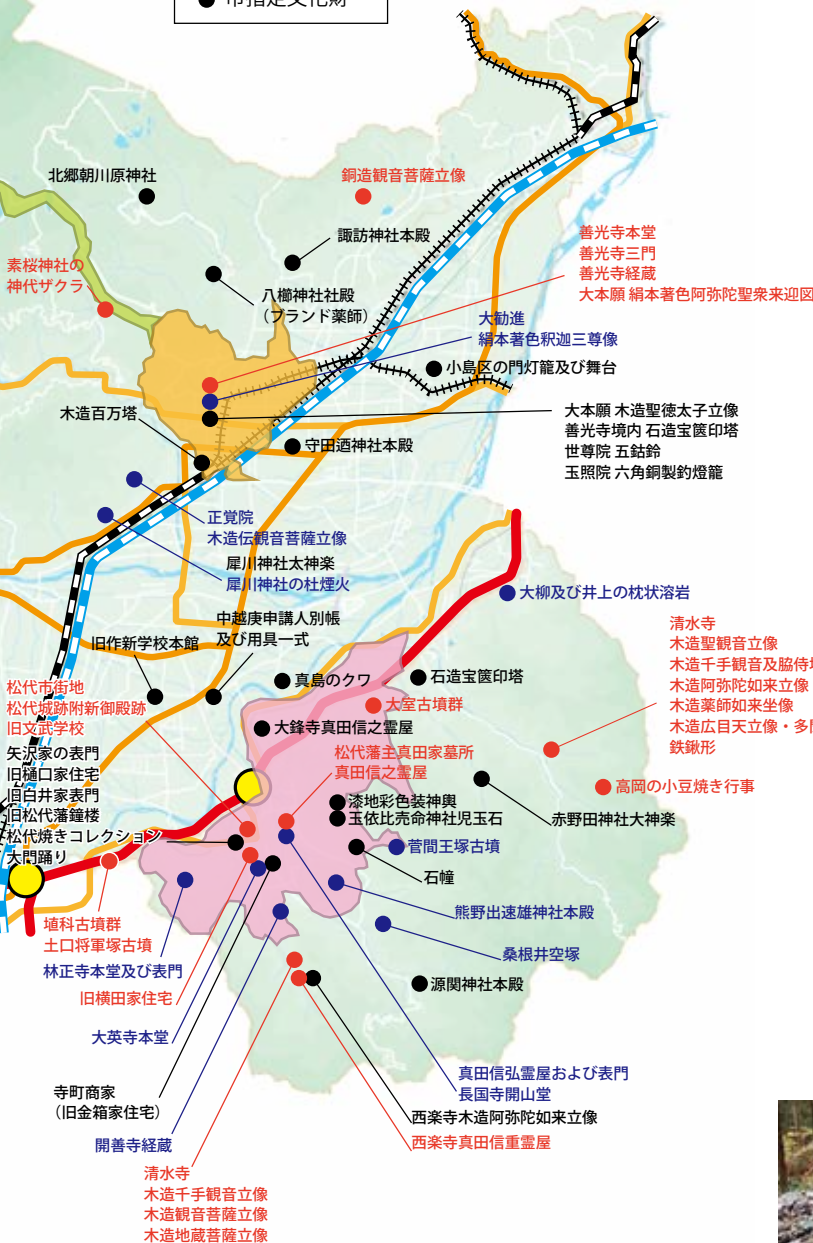 市指定文化財
北郷朝川原神社
銅造観音菩薩立像
諏訪神社本殿
素桜神社の
神代ザクラ
八櫛神社社殿
（ブランド薬師）
善光寺本堂
善光寺三門
善光寺経蔵
大本願 絹本著色阿弥陀聖衆来迎図
大勧進
絹本著色釈迦三尊像
小島区の門灯籠及び舞台
木造百万塔
大本願 木造聖徳太子立像
善光寺境内 石造宝篋印塔
世尊院 五鈷鈴
玉照院 六角銅製釣燈籠
守田迺神社本殿
正覚院
木造伝観音菩薩立像
犀川神社太神楽
犀川神社の杜煙火
大柳及び井上の枕状溶岩
中越庚申講人別帳
及び用具一式
旧作新学校本館
清水寺
木造聖観音立像
木造千手観音及脇侍
木造阿弥陀如来立像
木造薬師如来坐像
木造広目天立像・多
鉄鍬形
真島のクワ
石造宝篋印塔
大室古墳群
松代市街地
松代城跡附新御殿跡
旧文武学校
大鋒寺真田信之霊屋
松代藩主真田家墓所
真田信之霊屋
矢沢家の表門
旧樋口家住宅
旧白井家表門
旧松代藩鐘楼
松代焼きコレクション
大門踊り
高岡の小豆焼き行事
漆地彩色装神輿
玉依比売命神社児玉石
赤野田神社大神楽
菅間王塚古墳
石幢
熊野出速雄神社本殿
埴科古墳群
土口将軍塚古墳
桑根井空塚
林正寺本堂及び表門
源関神社本殿
旧横田家住宅
大英寺本堂
真田信弘霊屋および表門
長国寺開山堂
寺町商家
（旧金箱家住宅）
西楽寺木造阿弥陀如来立像
西楽寺真田信重霊屋
開善寺経蔵
清水寺
木造千手観音立像
木造観音菩薩立像
木造地蔵菩薩立像